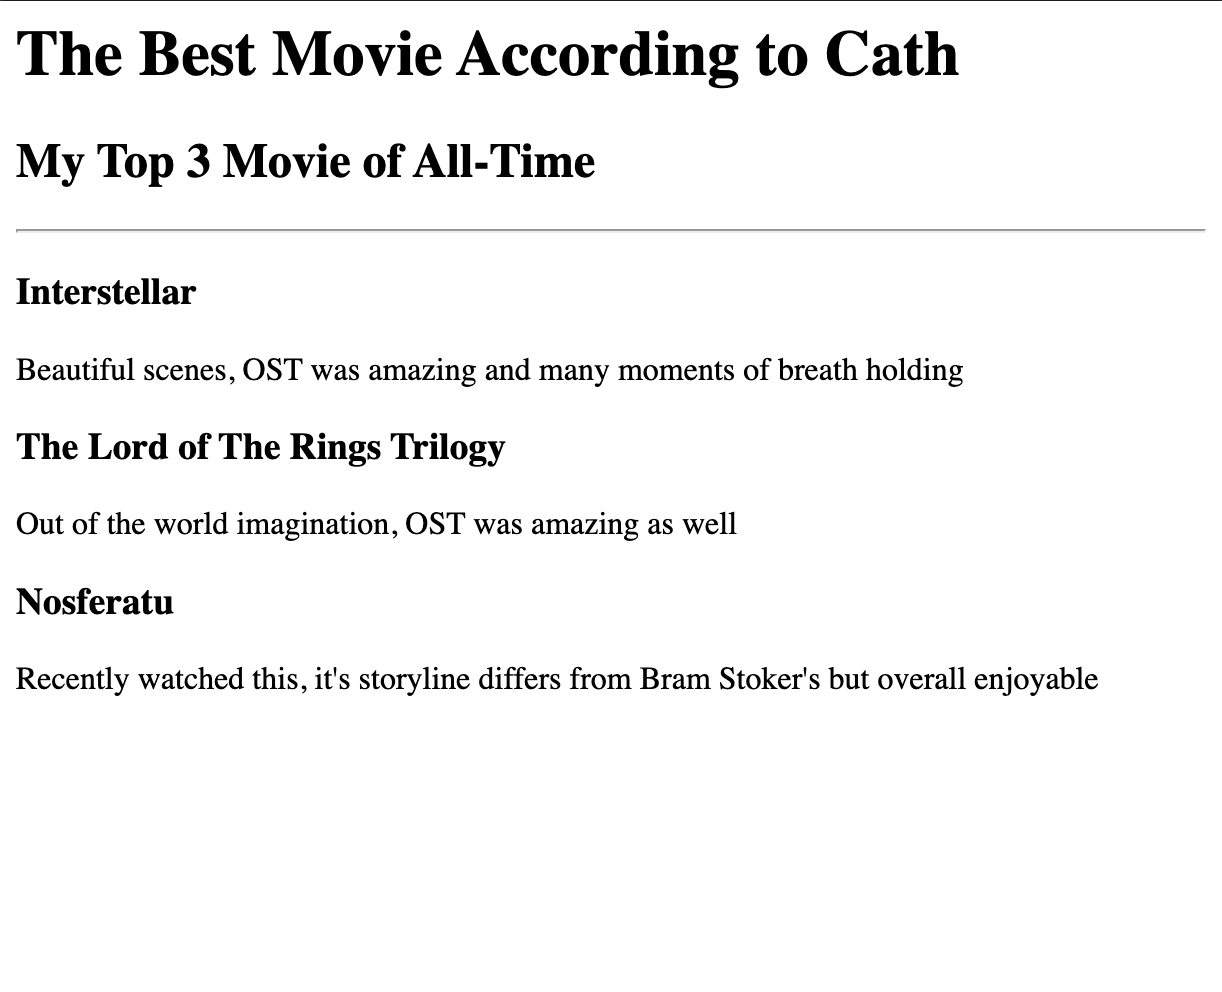 The Best Movie According to Cath
My Top 3 Movie of All-Time
Interstellar
Beautiful scenes, OST was amazing and many moments of breath holding
The Lord of The Rings Trilogy
Out of the world imagination, OST was amazing as well
Nosferatu
Recently watched this, it's storyline differs from Bram Stoker's but overall enjoyable